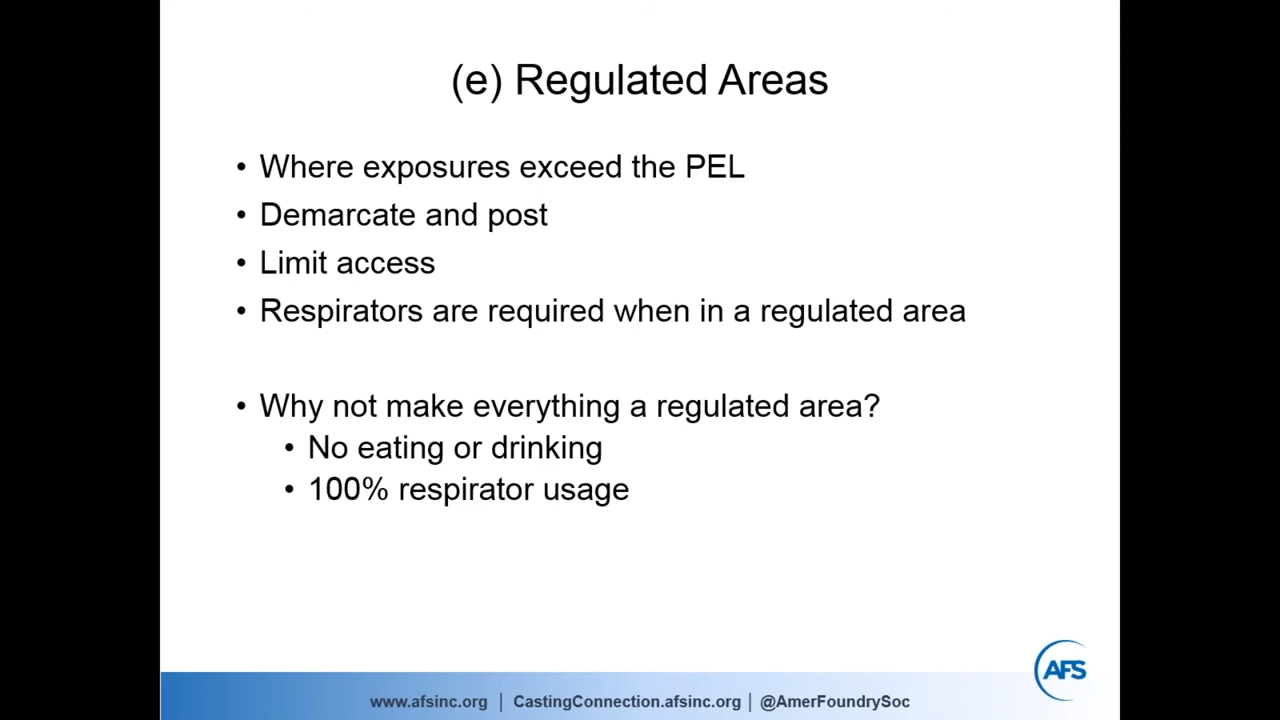 (e) Regulated Areas
• Where exposures exceed the PEL
• Demarcate and post
• Limit access
• Respirators are required when in a regulated area
• Why not make everything a regulated area?
• No eating or drinking
• 100% respirator usage
AFS
www.afsinc.org | CastingConnection.afsinc.org | @AmerFoundrySoc